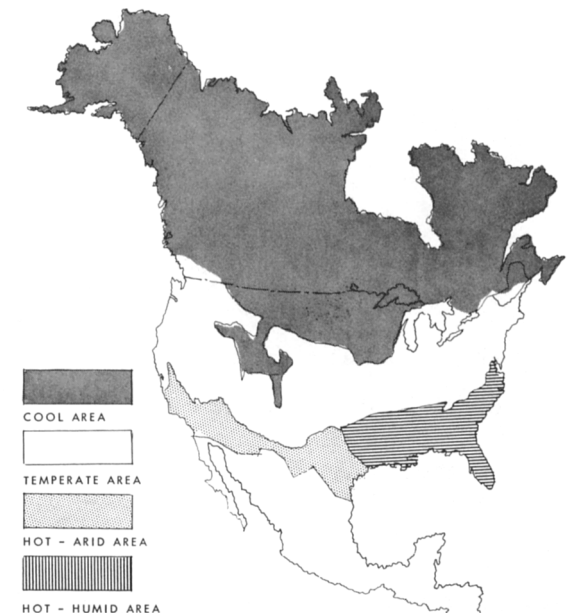 COOL AREA
TEMPERATE AREA
HOT – ARID AREA
HOT – HUMID AREA